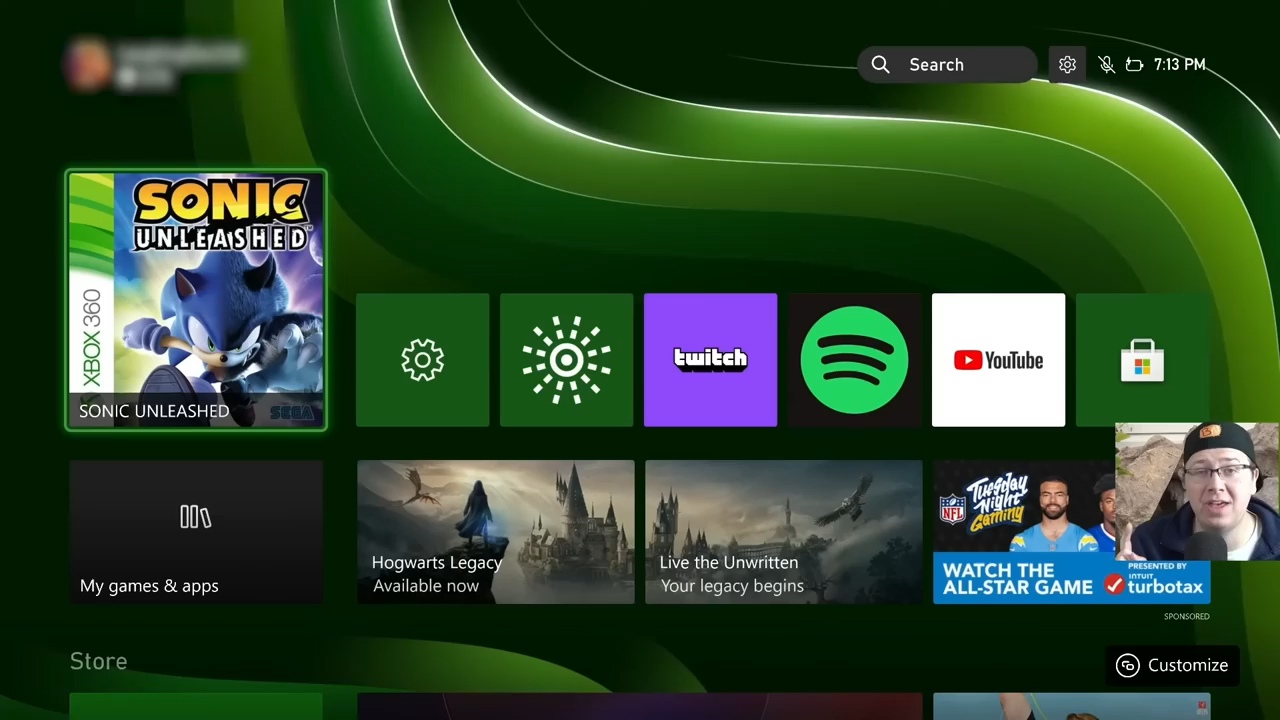 Search
7:13 PM
SONIC
UNLEASHED
XBOX 360
SONIC UNLEASHED
SEGA
twitch
YouTube
My games & apps
Hogwarts Legacy
Available now
Live the Unwritten
Your legacy begins
NFL
Tuesday
Night
Gaming
WATCH THE
ALL-STAR GAME
PRESENTED BY
INTUIT
turbotax
SPONSORED
Store
Customize